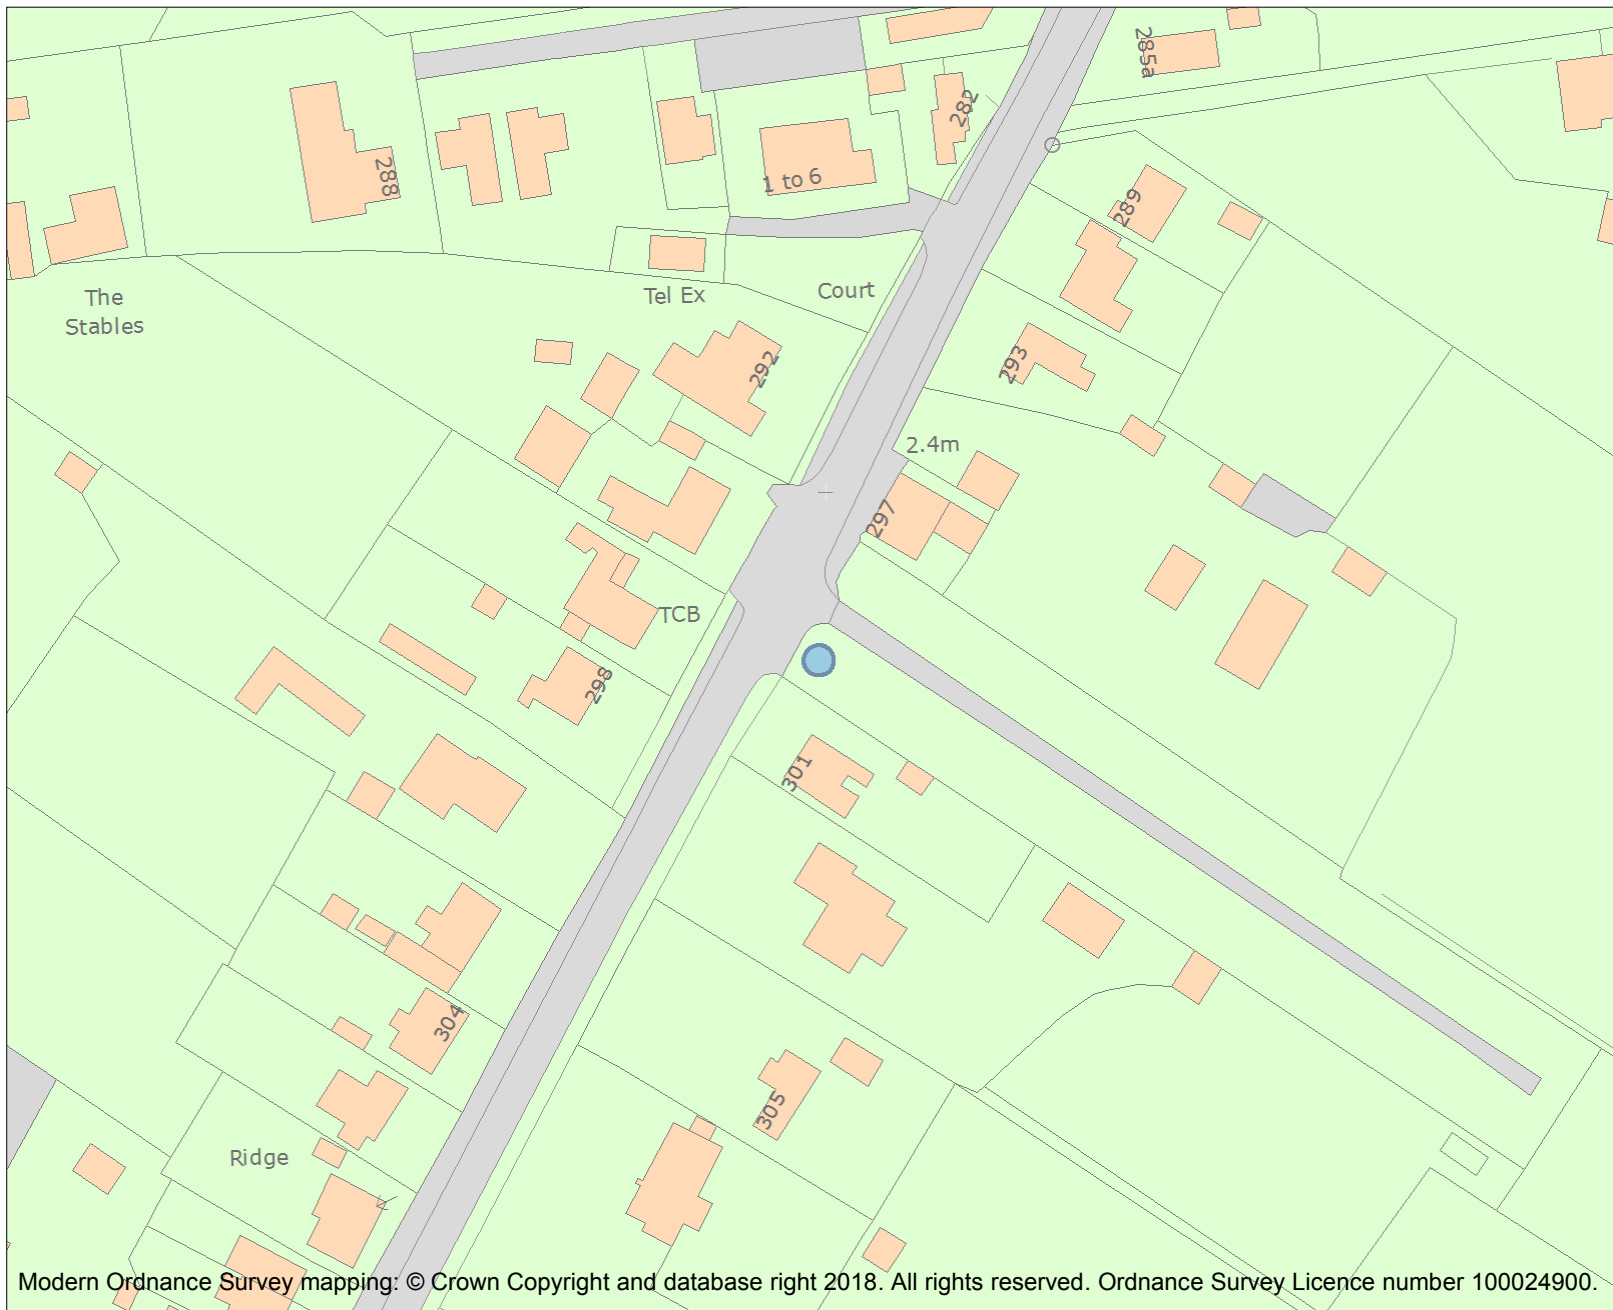 285a
282
288
1 to 6
289
The
Stables
Tel Ex
Court
292
293
2.4m
297
TCB
298
301
304
305
Ridge
Modern Ordnance Survey mapping: © Crown Copyright and database right 2018. All rights reserved. Ordnance Survey Licence number 100024900.